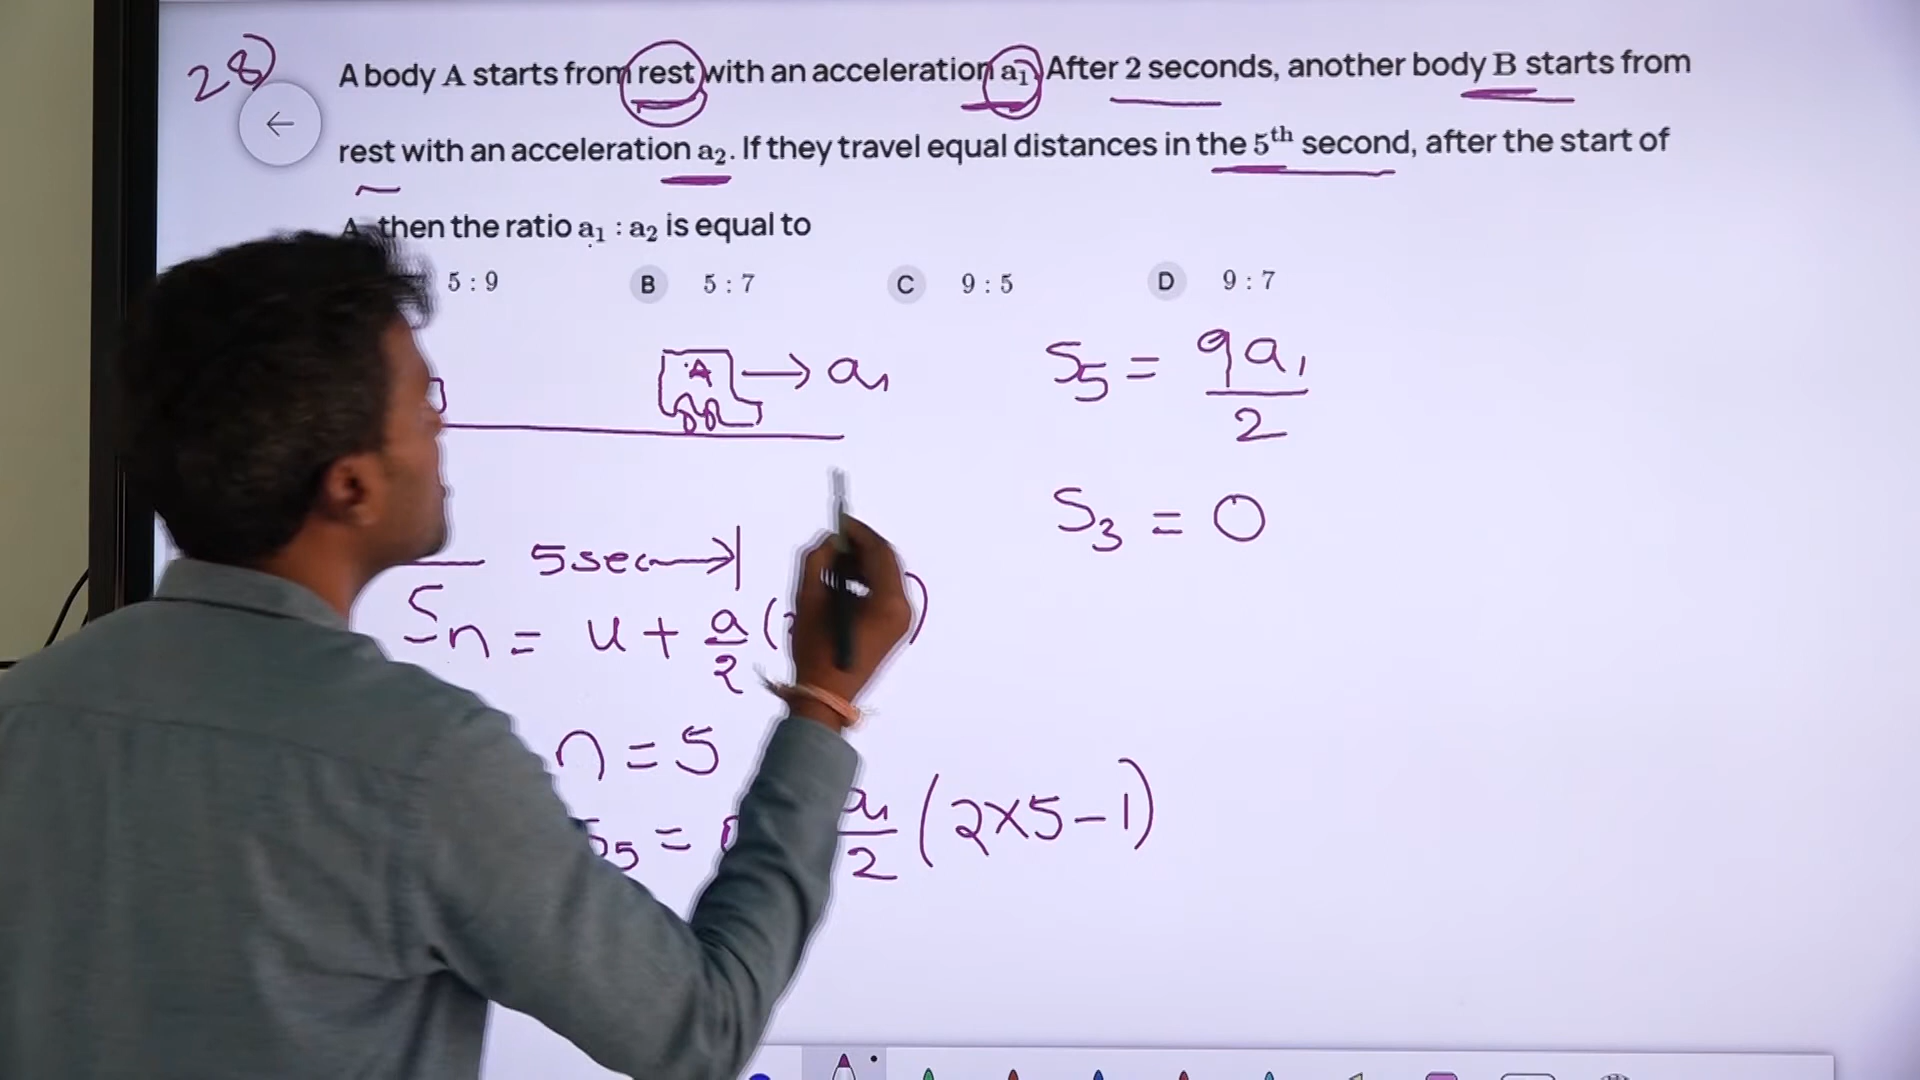 28)
A body A starts from rest with an acceleration a₁. After 2 seconds, another body B starts from
rest with an acceleration a₂. If they travel equal distances in the 5th second, after the start of
A, then the ratio a₁ : a₂ is equal to
5 : 9 B 5 : 7 C 9 : 5 D 9 : 7
A → a₁
S₅ = 9a₁/2
S₃ = 0
5sec →
Sn = u + a/2 (
n = 5
S₅ = a₁/2 (2×5-1)